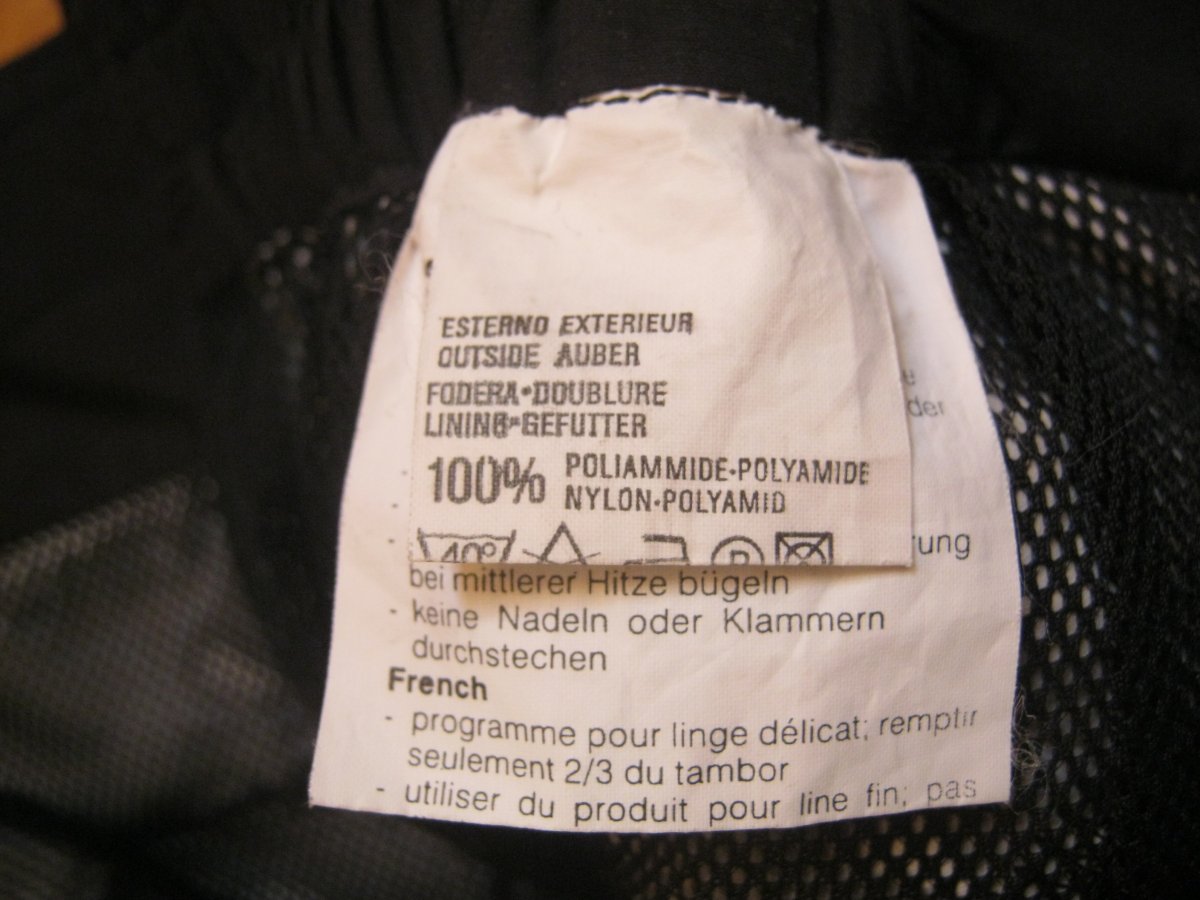 ESTERNO EXTERIEUR
OUTSIDE AUBER
FODERA•DOUBLURE
LINING•GEFUTTER
100% POLIAMMIDE•POLYAMIDE
NYLON•POLYAMID
40° P
der
rung
bei mittlerer Hitze bügeln
- keine Nadeln oder Klammern
durchstechen
French
- programme pour linge délicat; remptir
seulement 2/3 du tambor
- utiliser du produit pour line fin; pas